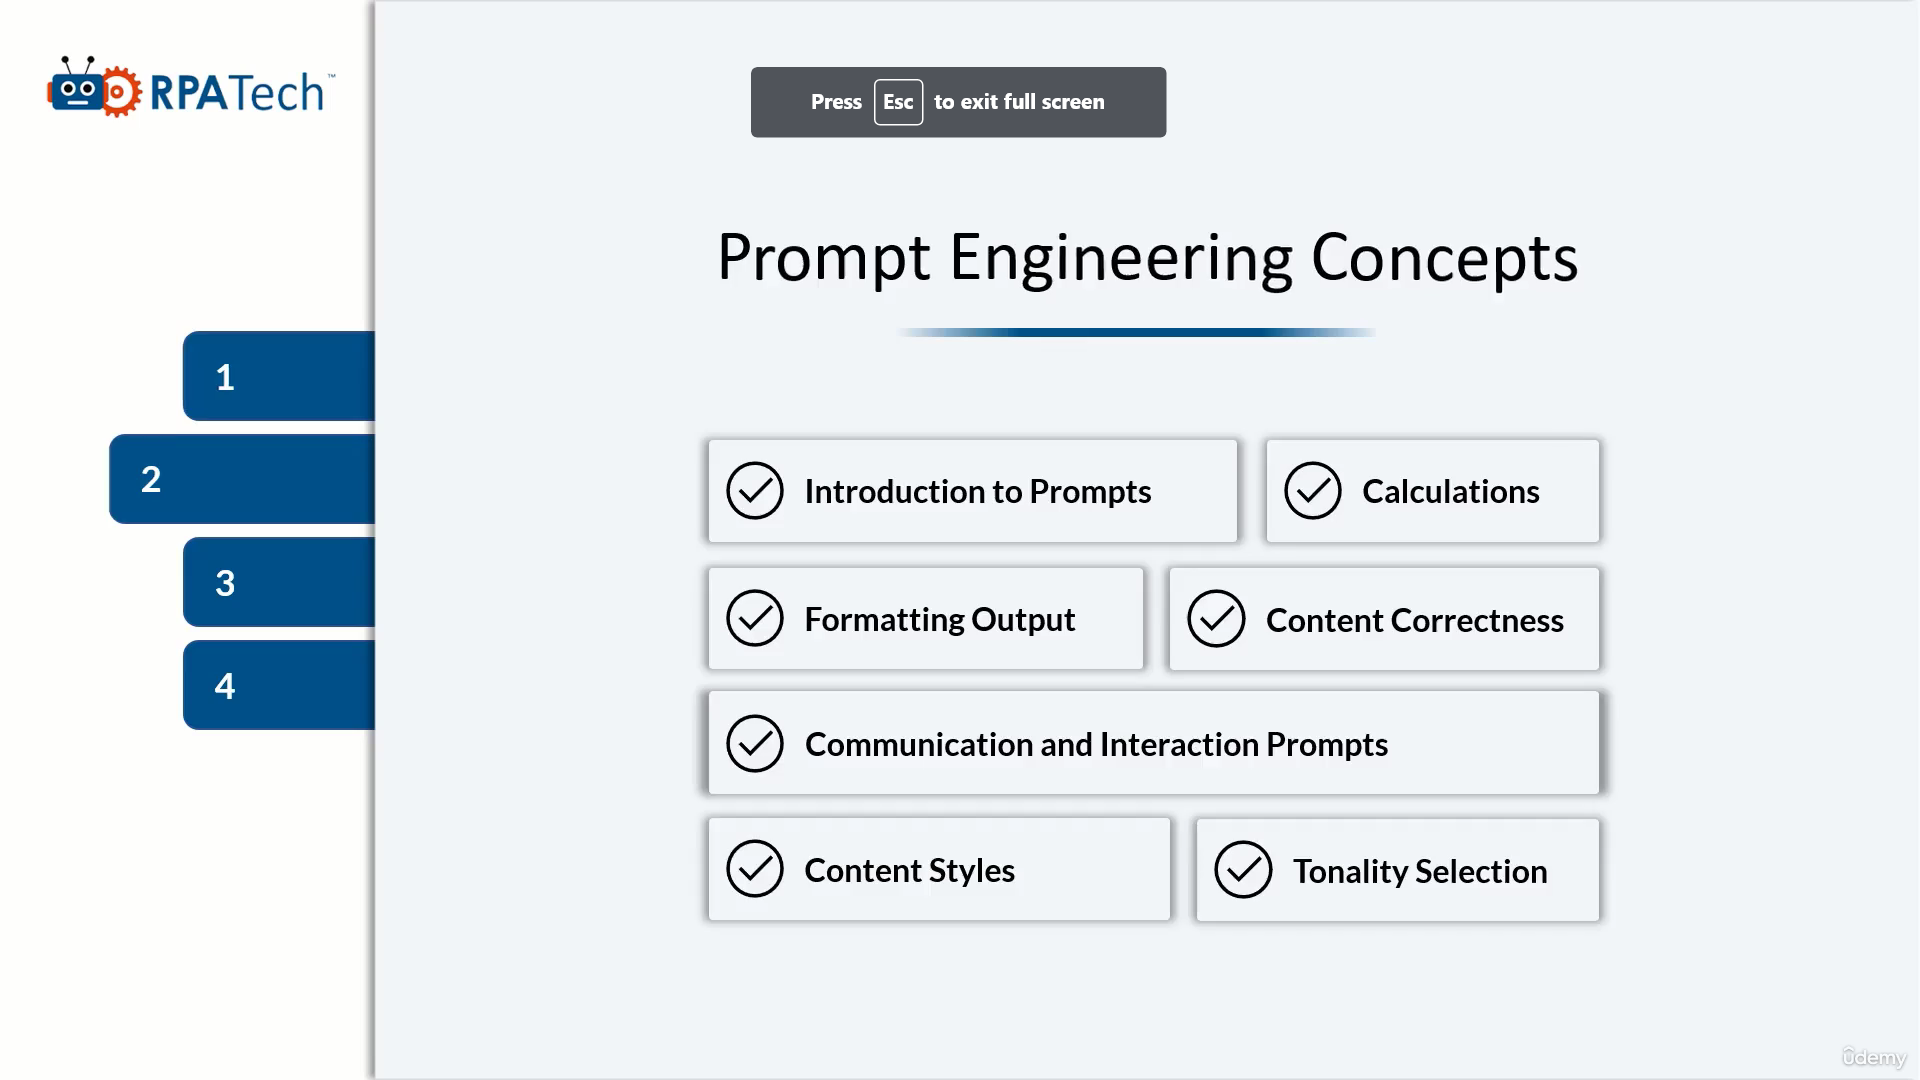 RPATech™
Press Esc to exit full screen
Prompt Engineering Concepts
1
2
3
4
Introduction to Prompts
Calculations
Formatting Output
Content Correctness
Communication and Interaction Prompts
Content Styles
Tonality Selection
ûdemy